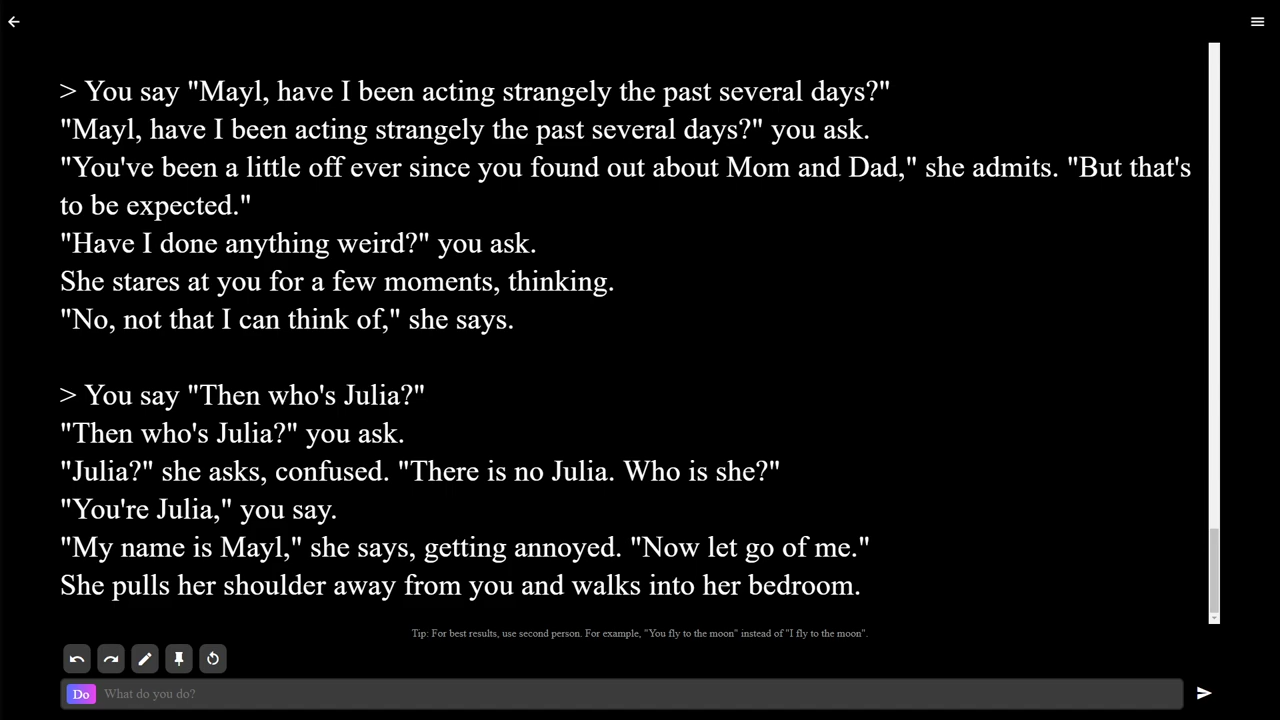 > You say "Mayl, have I been acting strangely the past several days?"
"Mayl, have I been acting strangely the past several days?" you ask.
"You've been a little off ever since you found out about Mom and Dad," she admits. "But that's
to be expected."
"Have I done anything weird?" you ask.
She stares at you for a few moments, thinking.
"No, not that I can think of," she says.
> You say "Then who's Julia?"
"Then who's Julia?" you ask.
"Julia?" she asks, confused. "There is no Julia. Who is she?"
"You're Julia," you say.
"My name is Mayl," she says, getting annoyed. "Now let go of me."
She pulls her shoulder away from you and walks into her bedroom.
Tip: For best results, use second person. For example, "You fly to the moon" instead of "I fly to the moon".
Do What do you do?